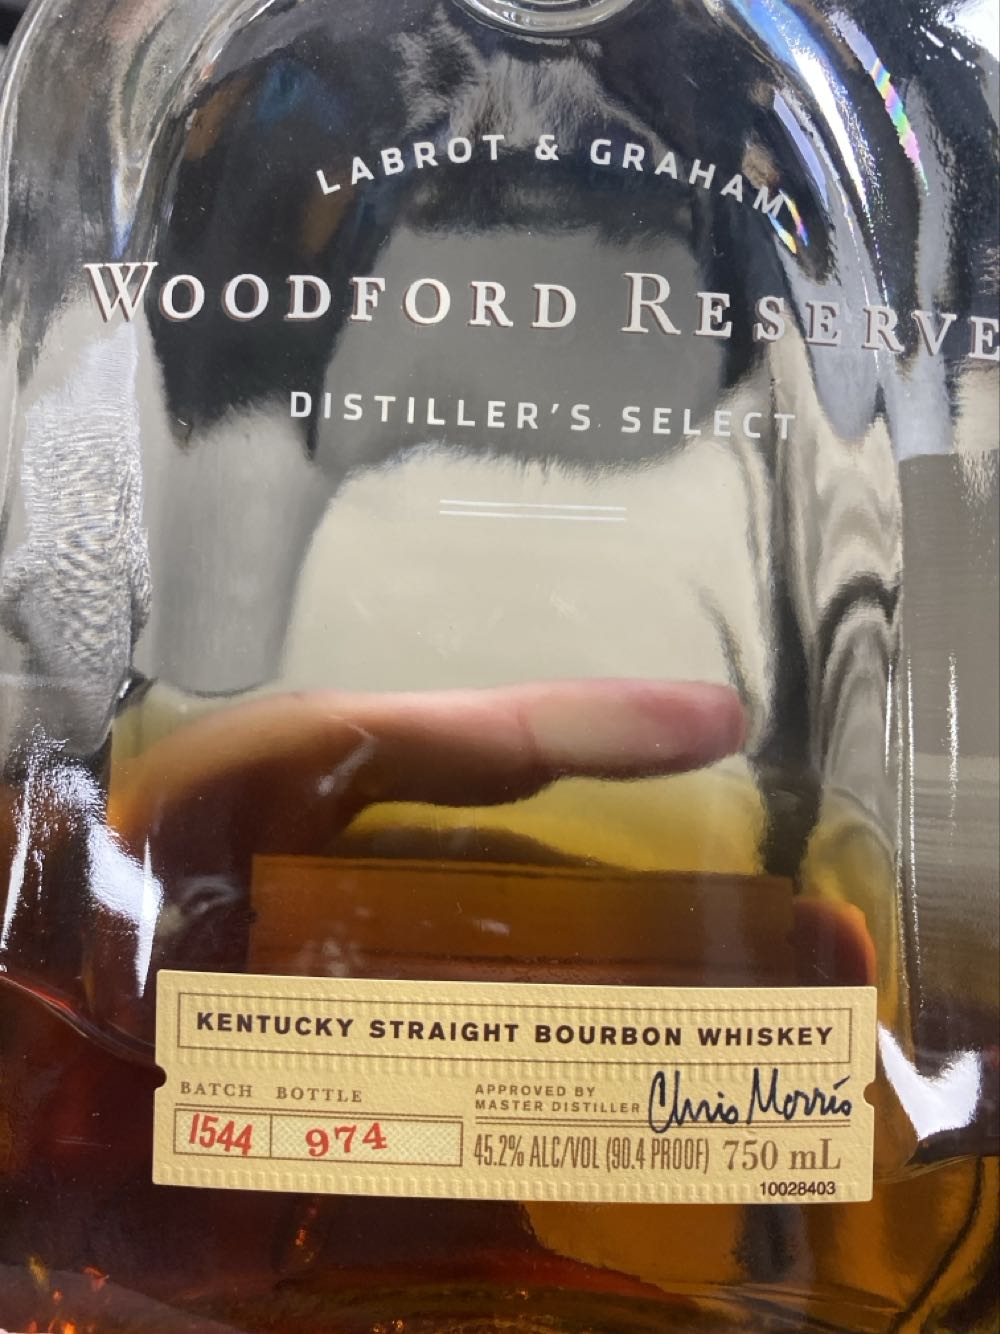 LABROT & GRAHAM
WOODFORD RESERVE
DISTILLER'S SELECT
KENTUCKY STRAIGHT BOURBON WHISKEY
BATCH BOTTLE
1544 974
APPROVED BY
MASTER DISTILLER Chris Morris
45.2% ALC/VOL (90.4 PROOF) 750 mL
10028403